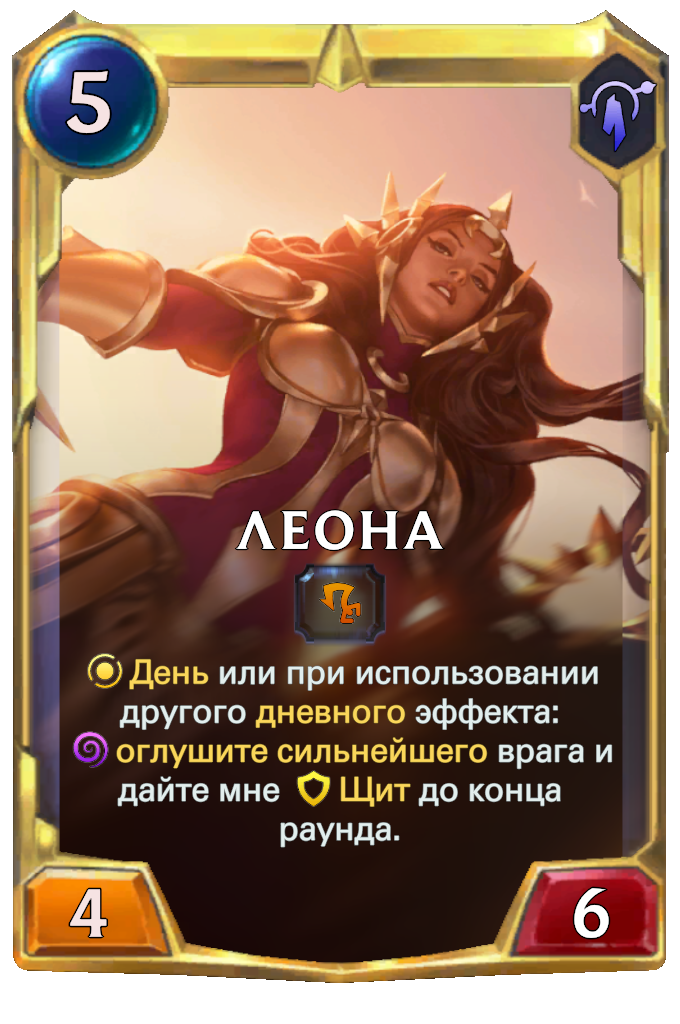 5
ЛЕОНА
День или при использовании
другого дневного эффекта:
оглушите сильнейшего врага и
дайте мне Щит до конца
раунда.
4
6